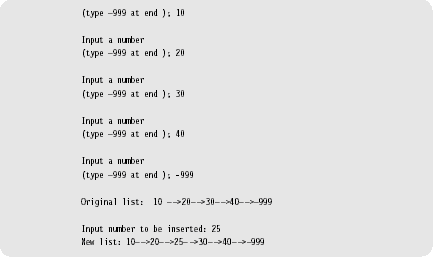 (type -999 at end ); 10
Input a number
(type -999 at end ); 20
Input a number
(type -999 at end ); 30
Input a number
(type -999 at end ); 40
Input a number
(type -999 at end ); -999
Original list: 10 -->20-->30-->40-->-999
Input number to be inserted: 25
New list: 10-->20-->25-->30-->40-->-999